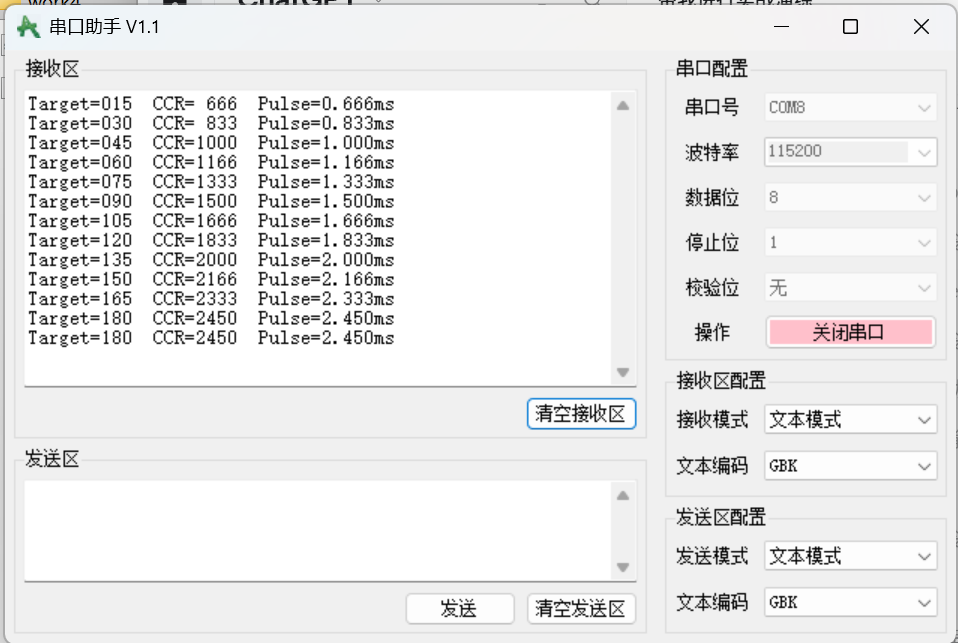 串口助手 V1.1
接收区
Target=015  CCR= 666  Pulse=0.666ms
Target=030  CCR= 833  Pulse=0.833ms
Target=045  CCR=1000  Pulse=1.000ms
Target=060  CCR=1166  Pulse=1.166ms
Target=075  CCR=1333  Pulse=1.333ms
Target=090  CCR=1500  Pulse=1.500ms
Target=105  CCR=1666  Pulse=1.666ms
Target=120  CCR=1833  Pulse=1.833ms
Target=135  CCR=2000  Pulse=2.000ms
Target=150  CCR=2166  Pulse=2.166ms
Target=165  CCR=2333  Pulse=2.333ms
Target=180  CCR=2450  Pulse=2.450ms
Target=180  CCR=2450  Pulse=2.450ms
清空接收区
发送区
发送 清空发送区
串口配置
串口号 COM8
波特率 115200
数据位 8
停止位 1
校验位 无
操作 关闭串口
接收区配置
接收模式 文本模式
文本编码 GBK
发送区配置
发送模式 文本模式
文本编码 GBK